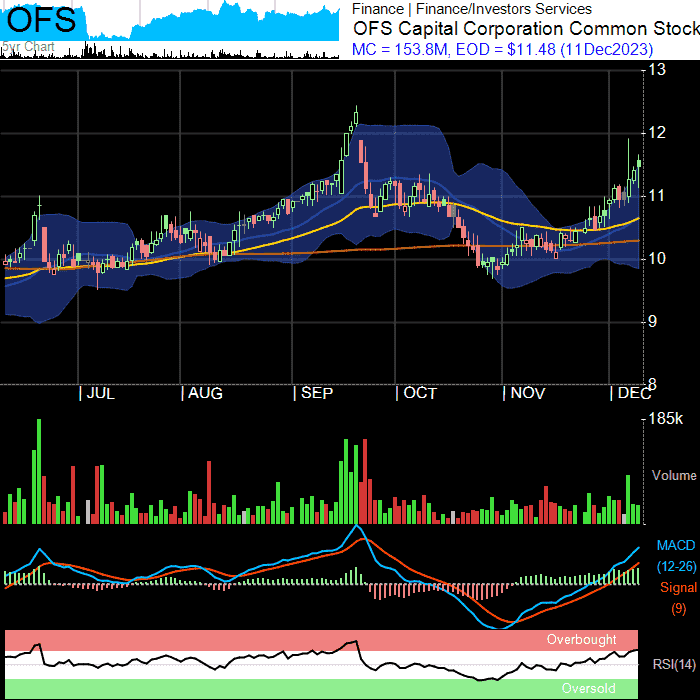 OFS
5yr Chart
Finance | Finance/Investors Services
OFS Capital Corporation Common Stock
MC = 153.8M, EOD = $11.48 (11Dec2023)
13
12
11
10
9
8
| JUL | AUG | SEP | OCT | NOV | DEC
185k
Volume
MACD
(12-26)
Signal
(9)
Overbought
RSI(14)
Oversold